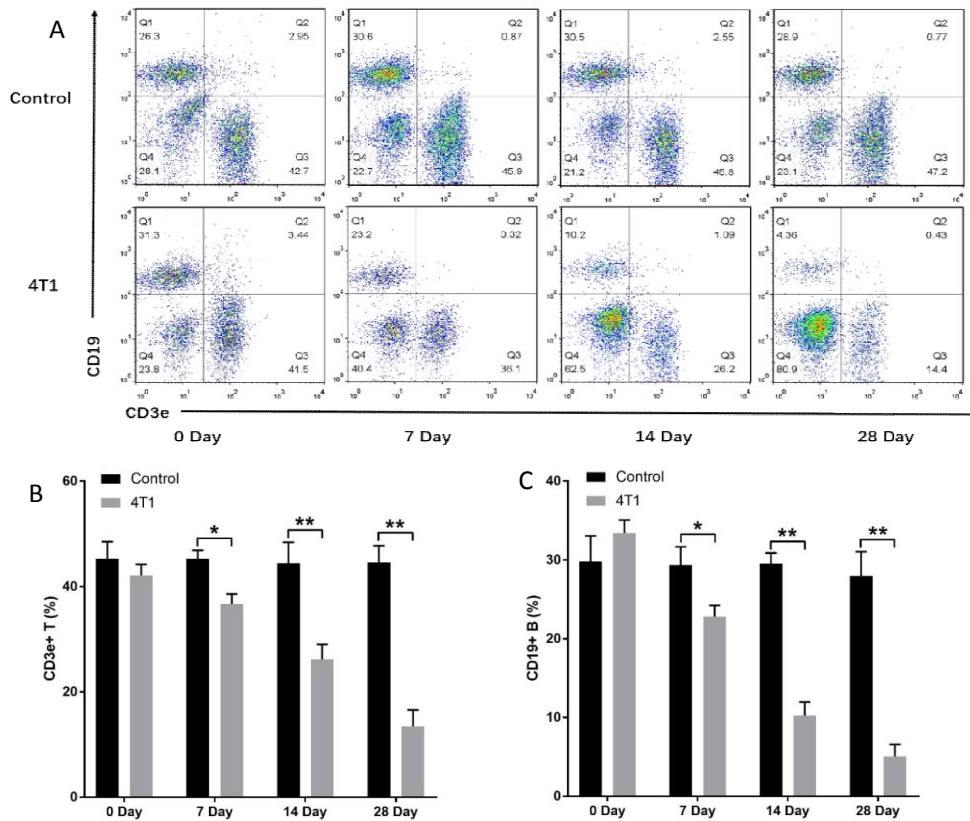 A
Q1 Q2 Q1 Q2 Q1 Q2 Q1 Q2
26.3 2.95 30.6 0.87 30.5 2.55 28.9 0.77
Control
Q4 Q3 Q4 Q3 Q4 Q3 Q4 Q3
28.1 42.7 22.7 45.9 21.2 45.8 23.1 47.2
Q1 Q2 Q1 Q2 Q1 Q2 Q1 Q2
31.3 3.44 23.2 0.32 10.2 1.09 4.36 0.43
4T1
Q4 Q3 Q4 Q3 Q4 Q3 Q4 Q3
23.8 41.5 40.4 36.1 62.5 26.2 80.9 14.4
CD19
CD3e
0 Day 7 Day 14 Day 28 Day
B
Control
4T1
60
40
20
0
CD3e+ T (%)
* ** **
0 Day 7 Day 14 Day 28 Day
C
Control
4T1
40
30
20
10
0
CD19+ B (%)
* ** **
0 Day 7 Day 14 Day 28 Day